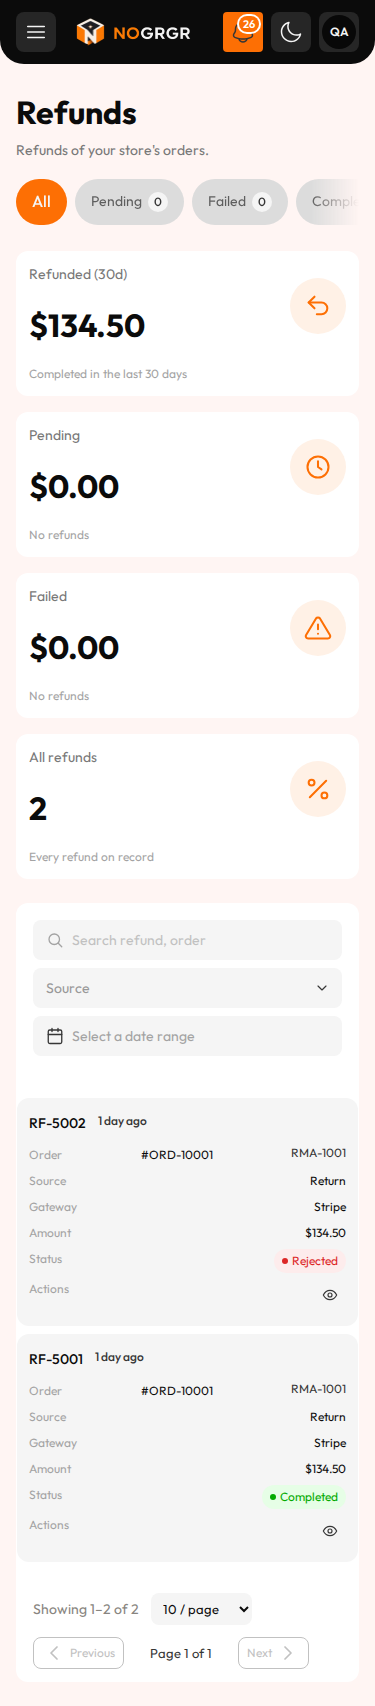 NOGRGR
26
QA
Refunds
Refunds of your store's orders.
All
Pending 0
Failed 0
Refunded (30d)
$134.50
Completed in the last 30 days
Pending
$0.00
No refunds
Failed
$0.00
No refunds
All refunds
2
Every refund on record
Search refund, order
Source
Select a date range
RF-5002 1 day ago
Order #ORD-10001 RMA-1001
Source Return
Gateway Stripe
Amount $134.50
Status Rejected
Actions
RF-5001 1 day ago
Order #ORD-10001 RMA-1001
Source Return
Gateway Stripe
Amount $134.50
Status Completed
Actions
Showing 1–2 of 2 10 / page
Previous Page 1 of 1 Next